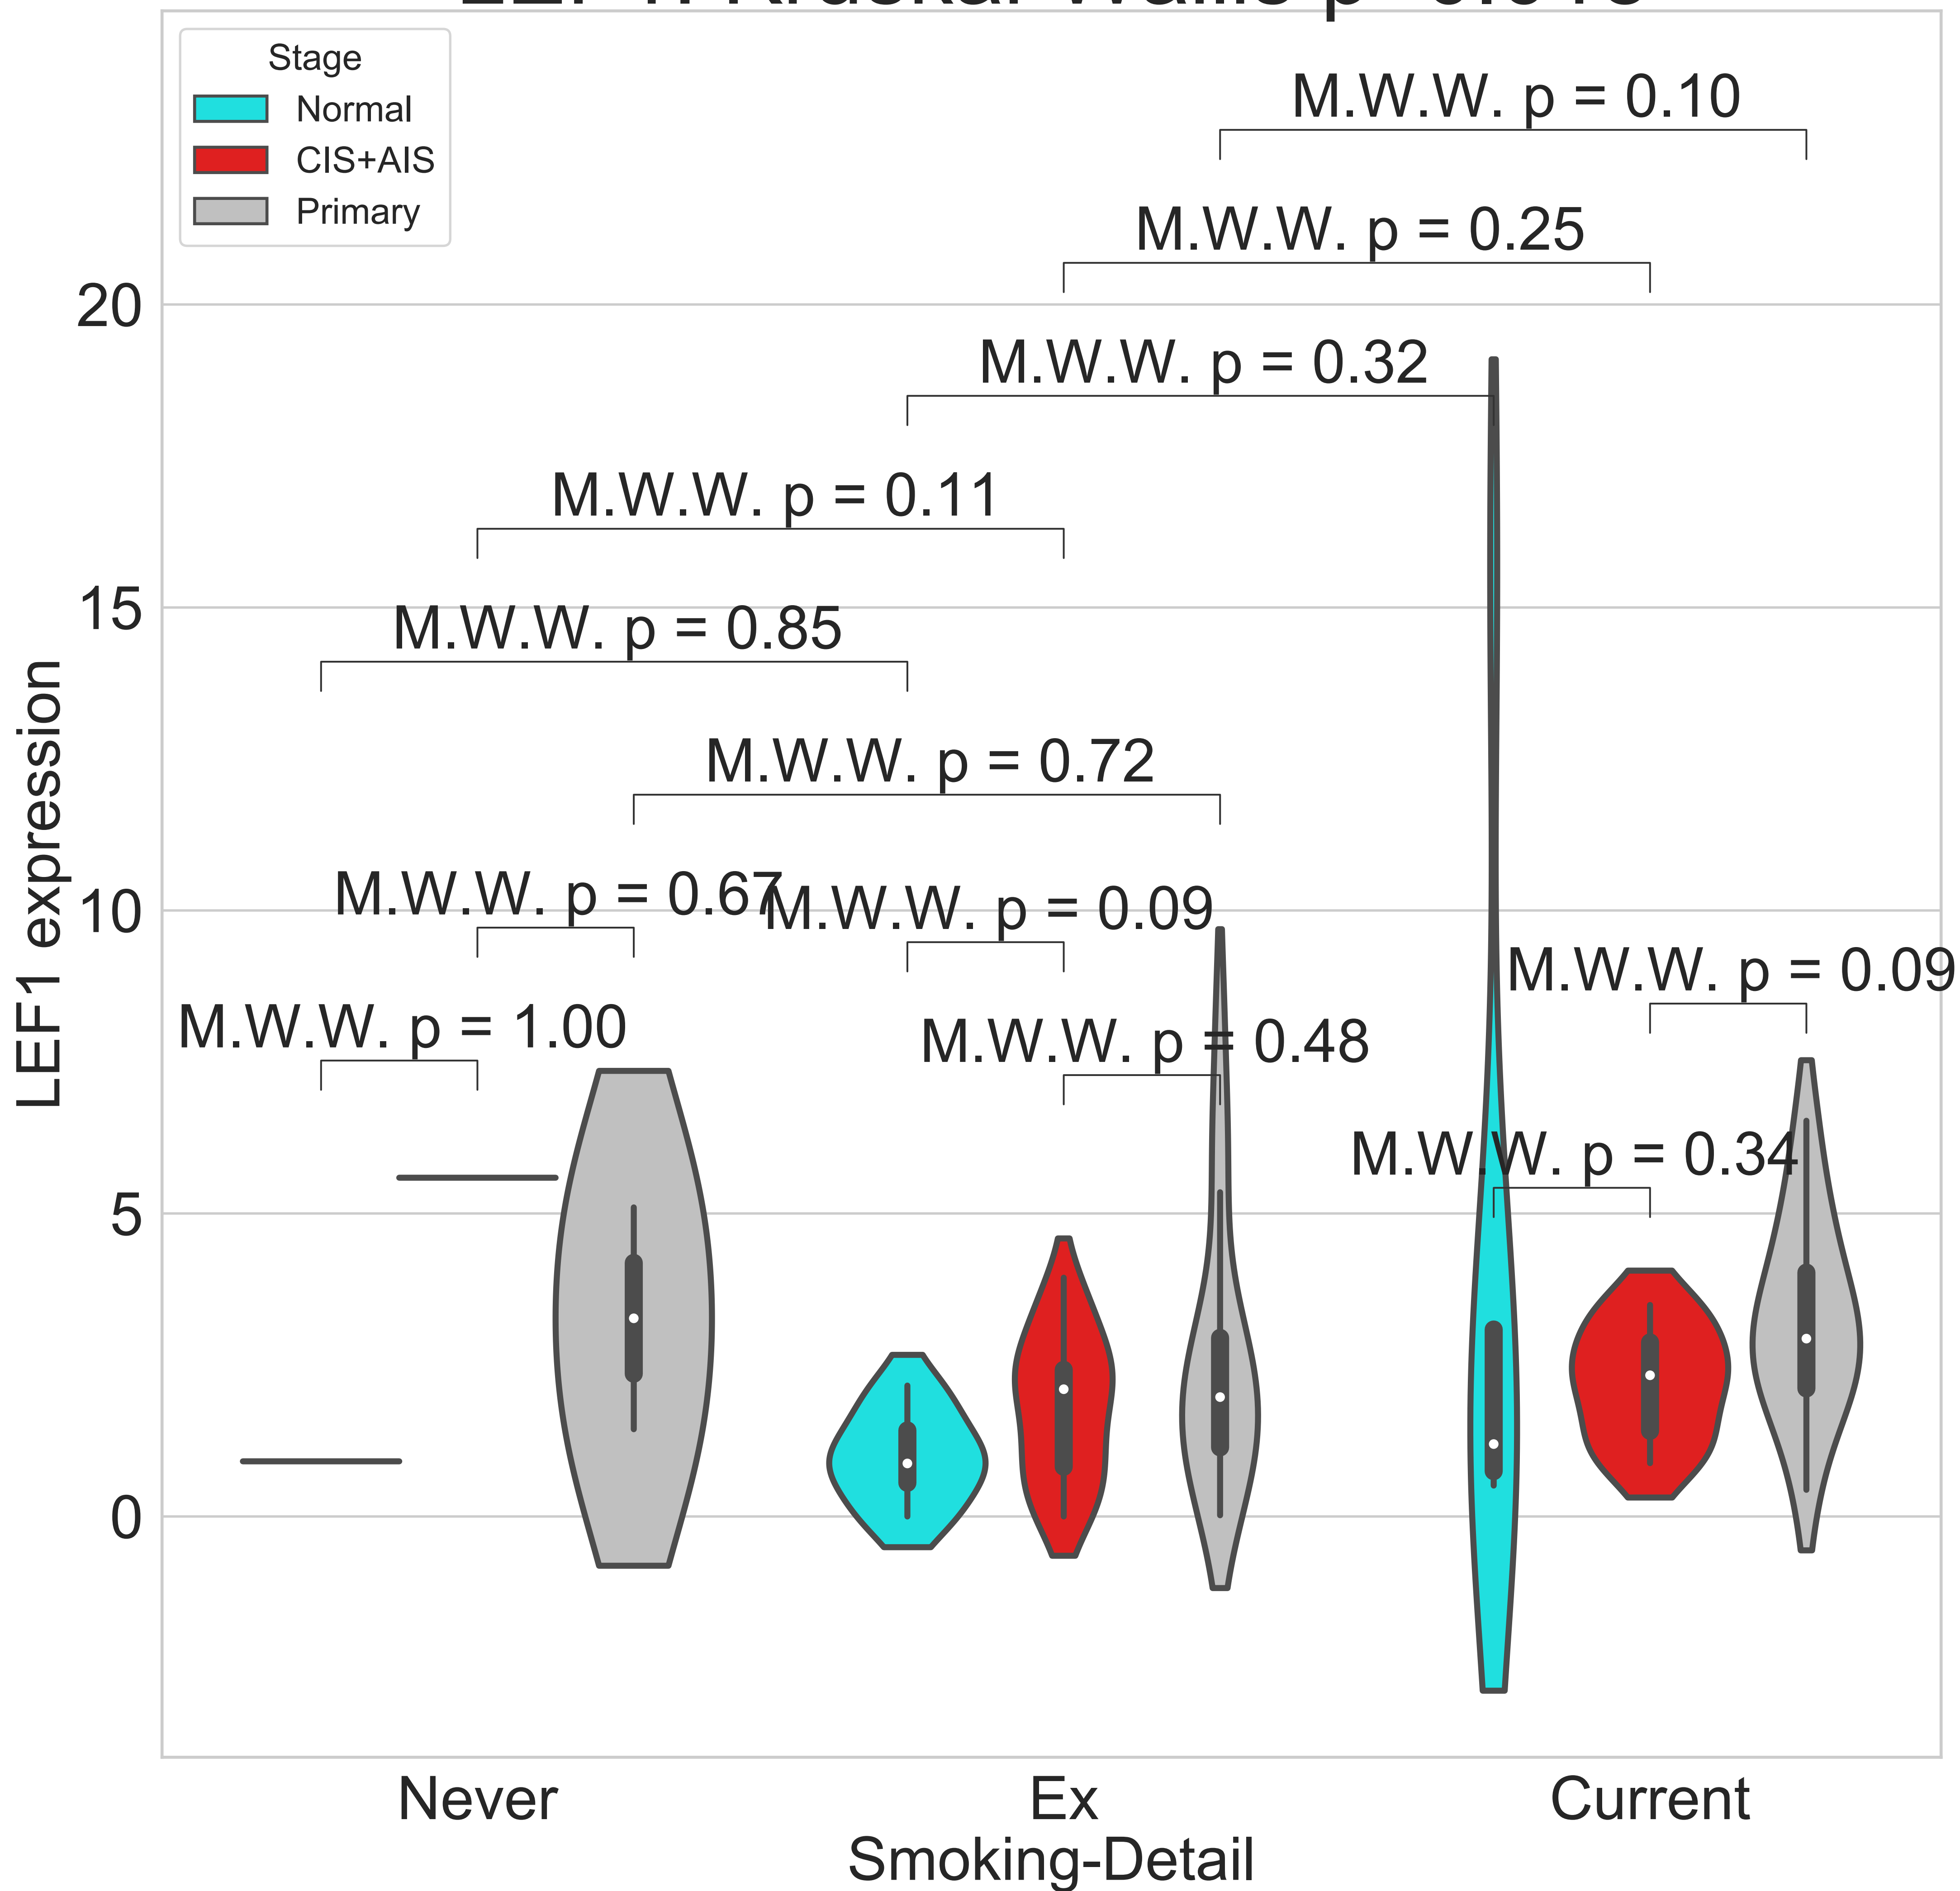 Stage
Normal
CIS+AIS
Primary
M.W.W. p = 0.10
M.W.W. p = 0.25
M.W.W. p = 0.32
M.W.W. p = 0.11
M.W.W. p = 0.85
M.W.W. p = 0.72
M.W.W. p = 0.67
M.W.W. p = 0.09
M.W.W. p = 0.09
M.W.W. p = 1.00
M.W.W. p = 0.48
M.W.W. p = 0.34
20
15
10
5
0
LEF1 expression
Never
Ex
Current
Smoking-Detail